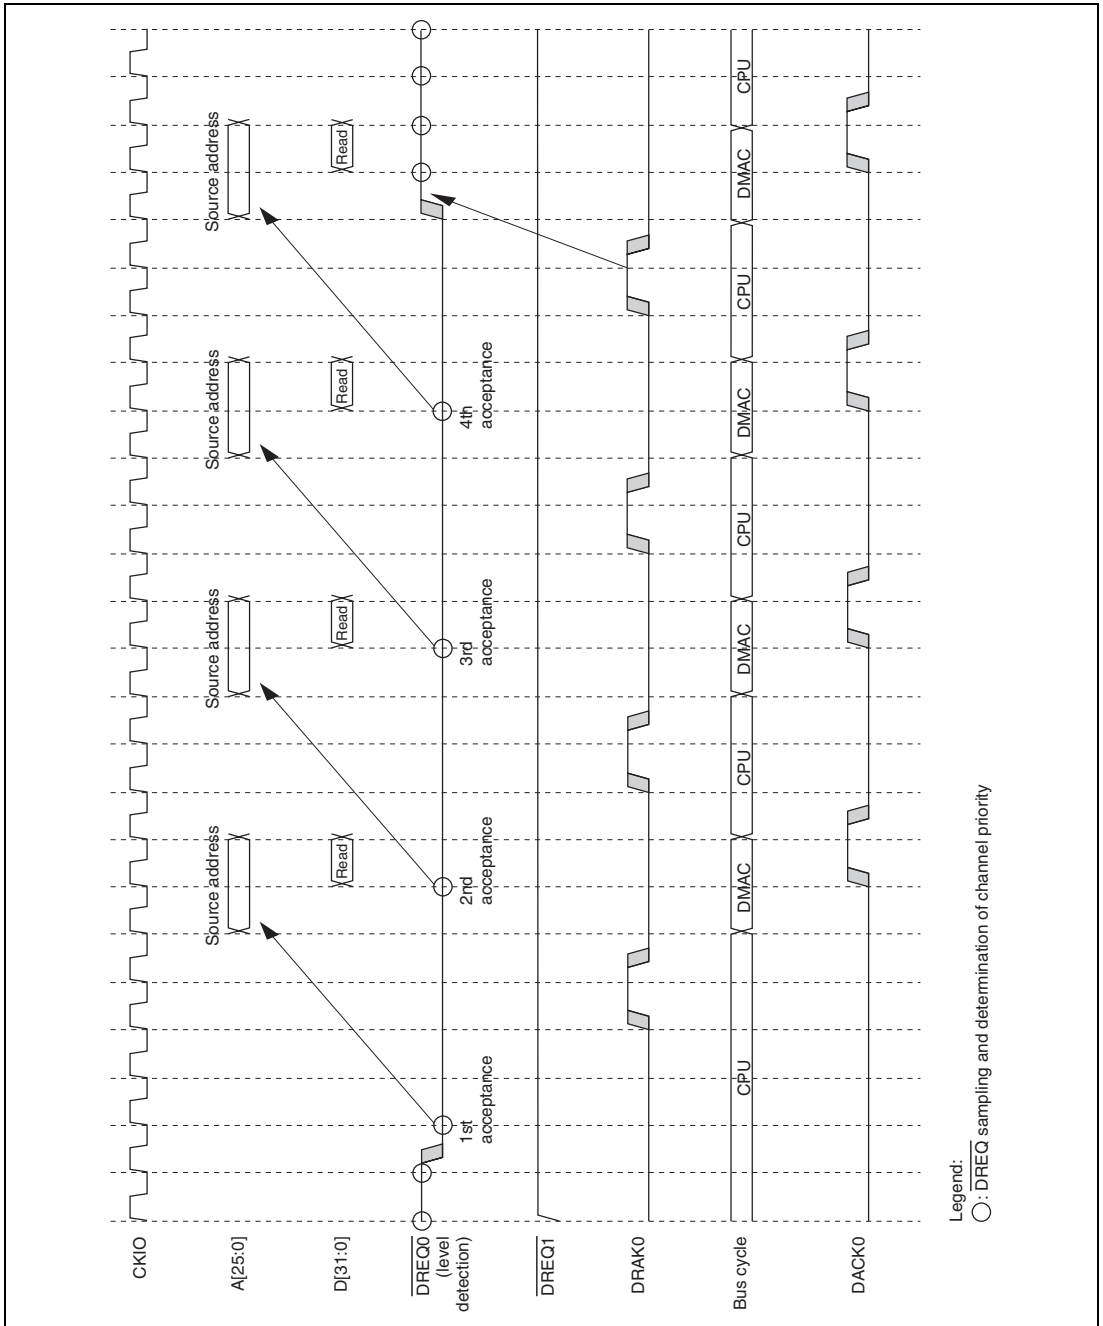 CKIO
A[25:0]
Source address
Source address
Source address
Source address
D[31:0]
Read
Read
Read
Read
DREQ0
(level
detection)
1st
acceptance
2nd
acceptance
3rd
acceptance
4th
acceptance
DREQ1
DRAK0
Bus cycle
CPU
DMAC
CPU
DMAC
CPU
DMAC
CPU
DMAC
CPU
DACK0
Legend:
: DREQ sampling and determination of channel priority